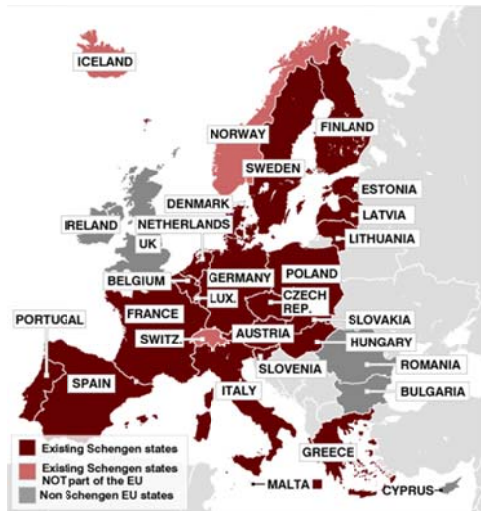 ICELAND
NORWAY
FINLAND
SWEDEN
ESTONIA
DENMARK
LATVIA
IRELAND
NETHERLANDS
UK
LITHUANIA
BELGIUM
GERMANY
POLAND
LUX.
CZECH
REP.
PORTUGAL
FRANCE
SLOVAKIA
SWITZ.
AUSTRIA
HUNGARY
SLOVENIA
ROMANIA
SPAIN
ITALY
BULGARIA
GREECE
Existing Schengen states
Existing Schengen states
NOT part of the EU
Non Schengen EU states
MALTA
CYPRUS